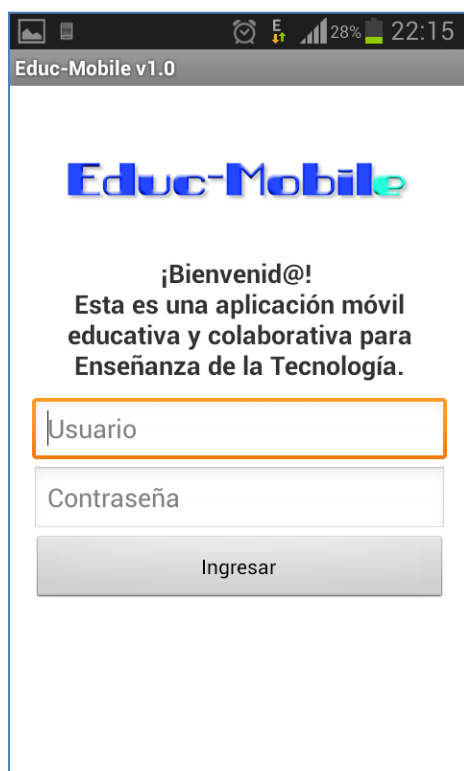 E 28% 22:15
Educ-Mobile v1.0
Educ-Mobile
¡Bienvenid@!
Esta es una aplicación móvil
educativa y colaborativa para
Enseñanza de la Tecnología.
Usuario
Contraseña
Ingresar